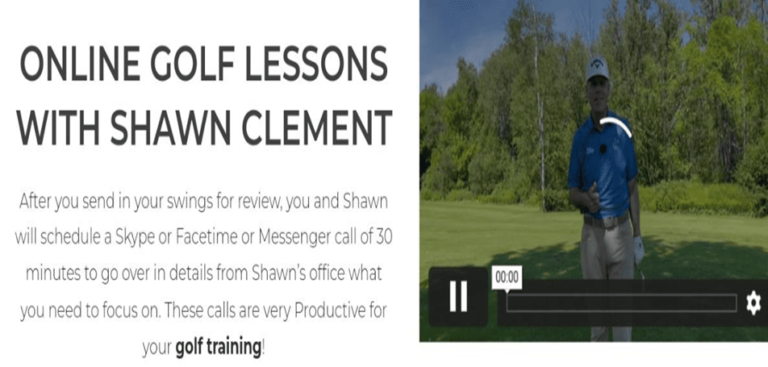 ONLINE GOLF LESSONS
WITH SHAWN CLEMENT
After you send in your swings for review, you and Shawn
will schedule a Skype or Facetime or Messenger call of 30
minutes to go over in details from Shawn's office what
you need to focus on. These calls are very Productive for
your golf training!
00:00